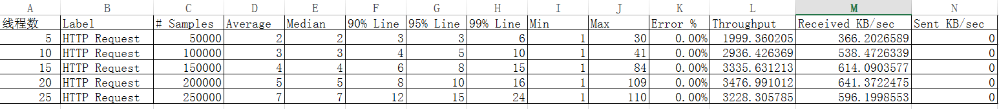 A B C D E F G H I J K L M N
线程数 Label # Samples Average Median 90% Line 95% Line 99% Line Min Max Error % Throughput Received KB/sec Sent KB/sec
5 HTTP Request 50000 2 2 3 3 6 1 30 0.00% 1999.360205 366.2026589 0
10 HTTP Request 100000 3 3 4 5 10 1 41 0.00% 2936.426369 538.4726339 0
15 HTTP Request 150000 4 4 6 8 15 1 84 0.00% 3335.631213 614.0903577 0
20 HTTP Request 200000 5 5 8 10 16 1 109 0.00% 3476.991012 641.3722475 0
25 HTTP Request 250000 7 7 12 15 24 1 110 0.00% 3228.305785 596.1998553 0